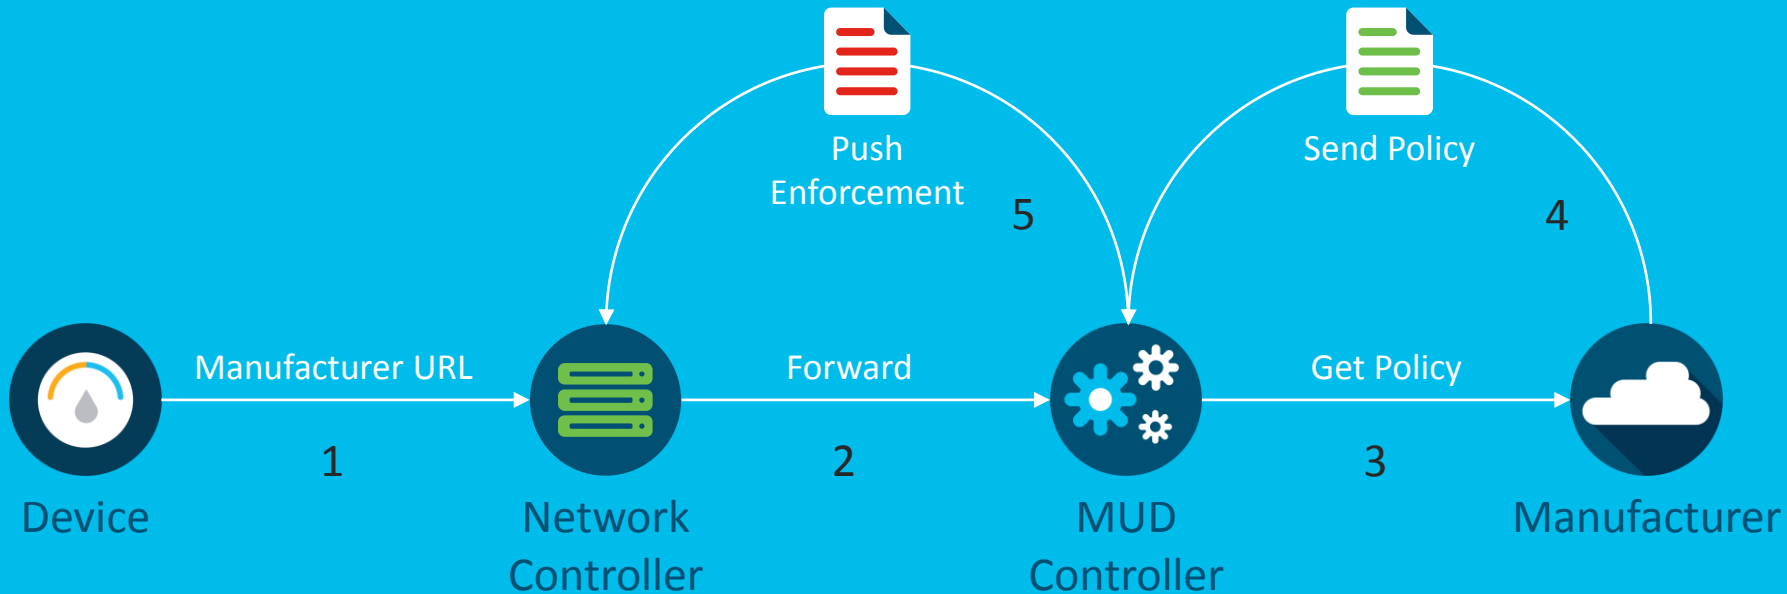 Push
Enforcement
Send Policy
5
4
Manufacturer URL
Forward
Get Policy
1
2
3
Device
Network
Controller
MUD
Controller
Manufacturer